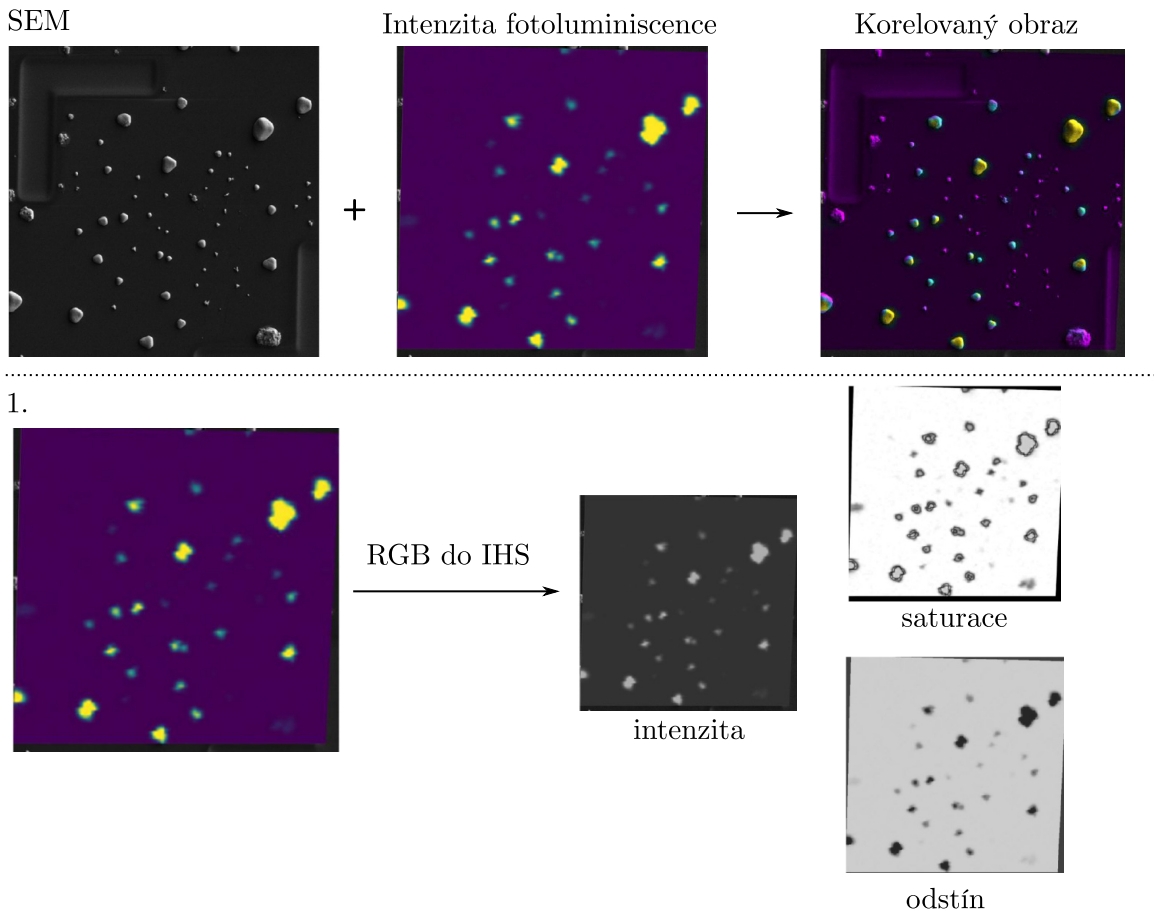 SEM
Intenzita fotoluminiscence
Korelovaný obraz
+
1.
RGB do IHS
saturace
intenzita
odstín